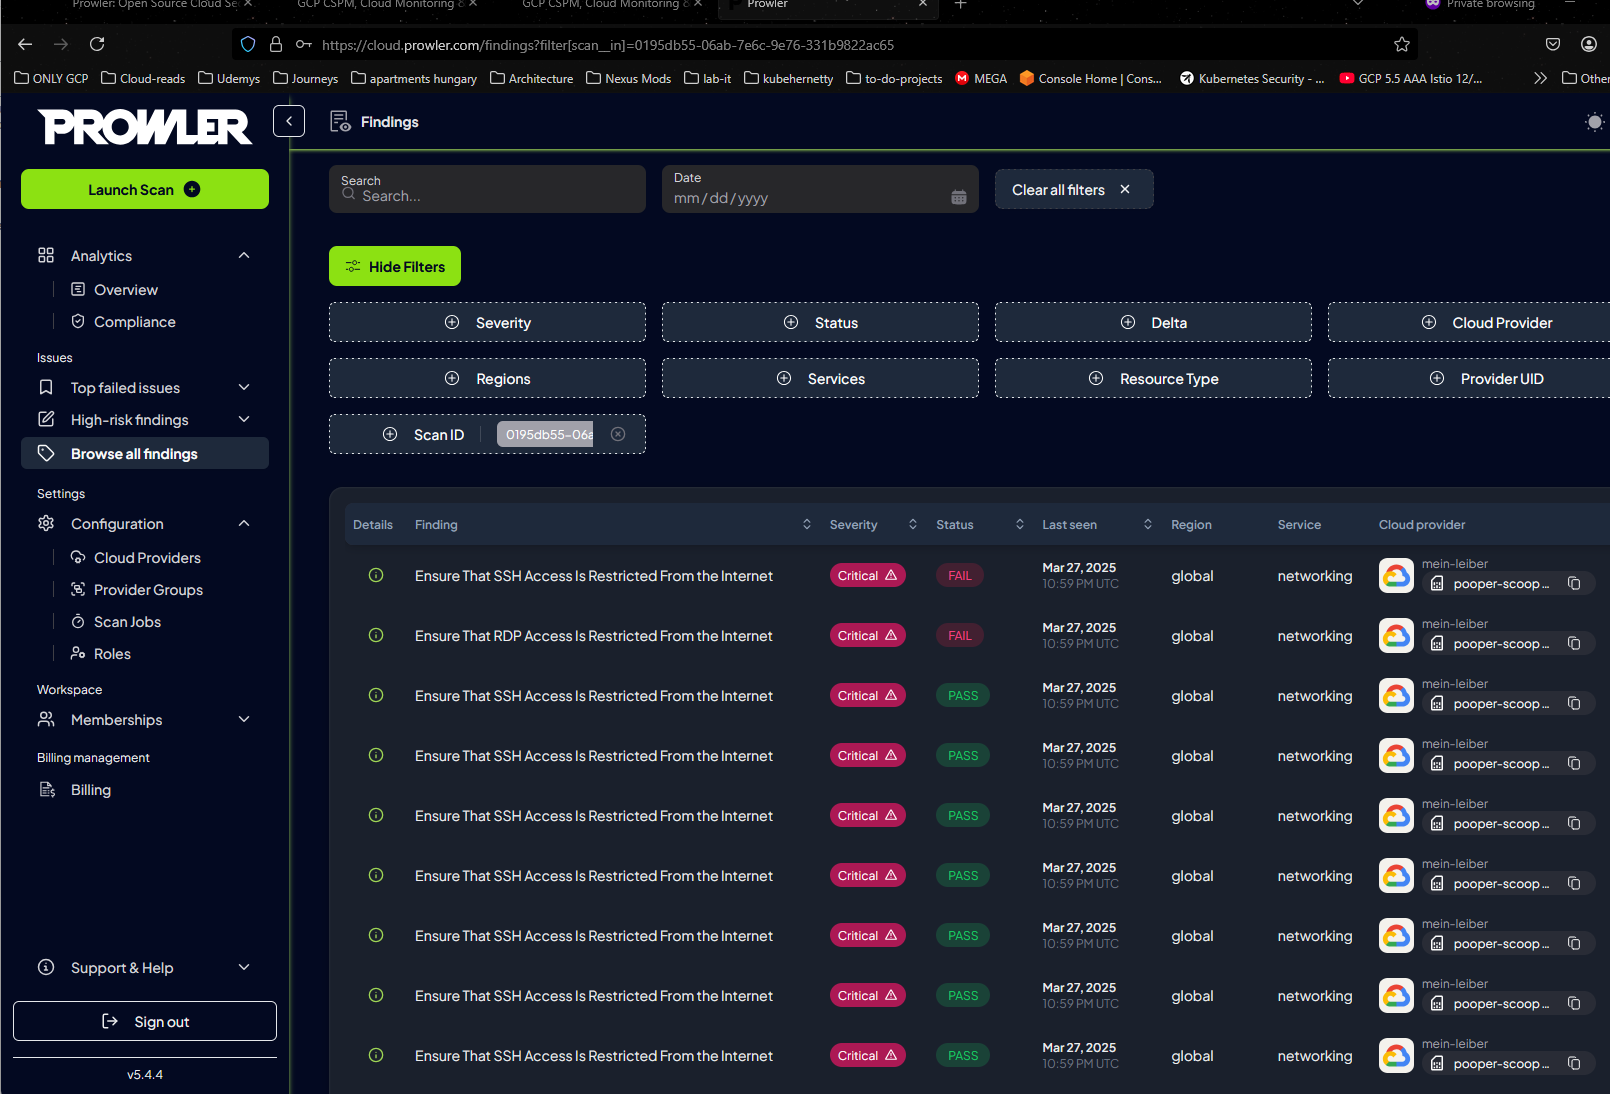 Prowler: Open Source Cloud Se
GCP CSPM, Cloud Monitoring &
GCP CSPM, Cloud Monitoring &
Prowler
Private browsing
https://cloud.prowler.com/findings?filter[scan__in]=0195db55-06ab-7e6c-9e76-331b9822ac65
ONLY GCP Cloud-reads Udemys Journeys apartments hungary Architecture Nexus Mods lab-it kubehernetty to-do-projects MEGA Console Home | Cons... Kubernetes Security - ... GCP 5.5 AAA Istio 12/... Other
PROWLER
Launch Scan
Analytics
Overview
Compliance
Issues
Top failed issues
High-risk findings
Browse all findings
Settings
Configuration
Cloud Providers
Provider Groups
Scan Jobs
Roles
Workspace
Memberships
Billing management
Billing
Support & Help
Sign out
v5.4.4
Findings
Search
Search...
Date
mm/dd/yyyy
Clear all filters
Hide Filters
Severity Status Delta Cloud Provider
Regions Services Resource Type Provider UID
Scan ID 0195db55-06a
Details Finding Severity Status Last seen Region Service Cloud provider
Ensure That SSH Access Is Restricted From the Internet Critical FAIL Mar 27, 2025 10:59 PM UTC global networking mein-leiber pooper-scoop...
Ensure That RDP Access Is Restricted From the Internet Critical FAIL Mar 27, 2025 10:59 PM UTC global networking mein-leiber pooper-scoop...
Ensure That SSH Access Is Restricted From the Internet Critical PASS Mar 27, 2025 10:59 PM UTC global networking mein-leiber pooper-scoop...
Ensure That SSH Access Is Restricted From the Internet Critical PASS Mar 27, 2025 10:59 PM UTC global networking mein-leiber pooper-scoop...
Ensure That SSH Access Is Restricted From the Internet Critical PASS Mar 27, 2025 10:59 PM UTC global networking mein-leiber pooper-scoop...
Ensure That SSH Access Is Restricted From the Internet Critical PASS Mar 27, 2025 10:59 PM UTC global networking mein-leiber pooper-scoop...
Ensure That SSH Access Is Restricted From the Internet Critical PASS Mar 27, 2025 10:59 PM UTC global networking mein-leiber pooper-scoop...
Ensure That SSH Access Is Restricted From the Internet Critical PASS Mar 27, 2025 10:59 PM UTC global networking mein-leiber pooper-scoop...
Ensure That SSH Access Is Restricted From the Internet Critical PASS Mar 27, 2025 10:59 PM UTC global networking mein-leiber pooper-scoop...